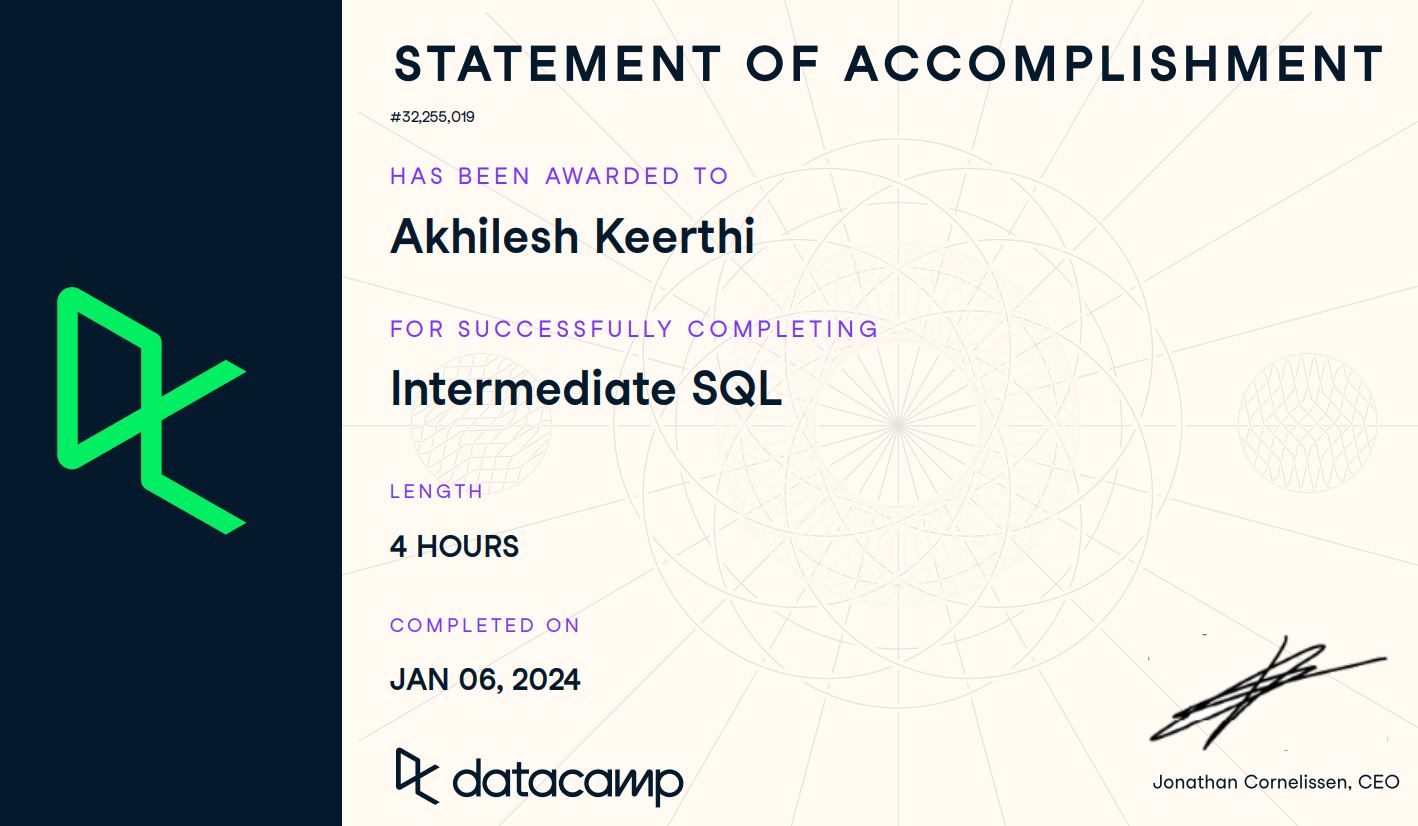 STATEMENT OF ACCOMPLISHMENT
#32,255,019
HAS BEEN AWARDED TO
Akhilesh Keerthi
FOR SUCCESSFULLY COMPLETING
Intermediate SQL
LENGTH
4 HOURS
COMPLETED ON
JAN 06, 2024
datacamp
Jonathan Cornelissen, CEO